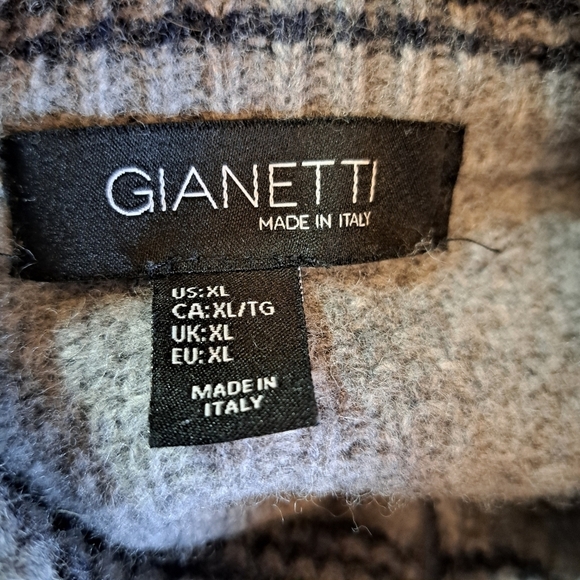 GIANETTI
MADE IN ITALY
US:XL
CA:XL/TG
UK:XL
EU:XL
MADE IN
ITALY